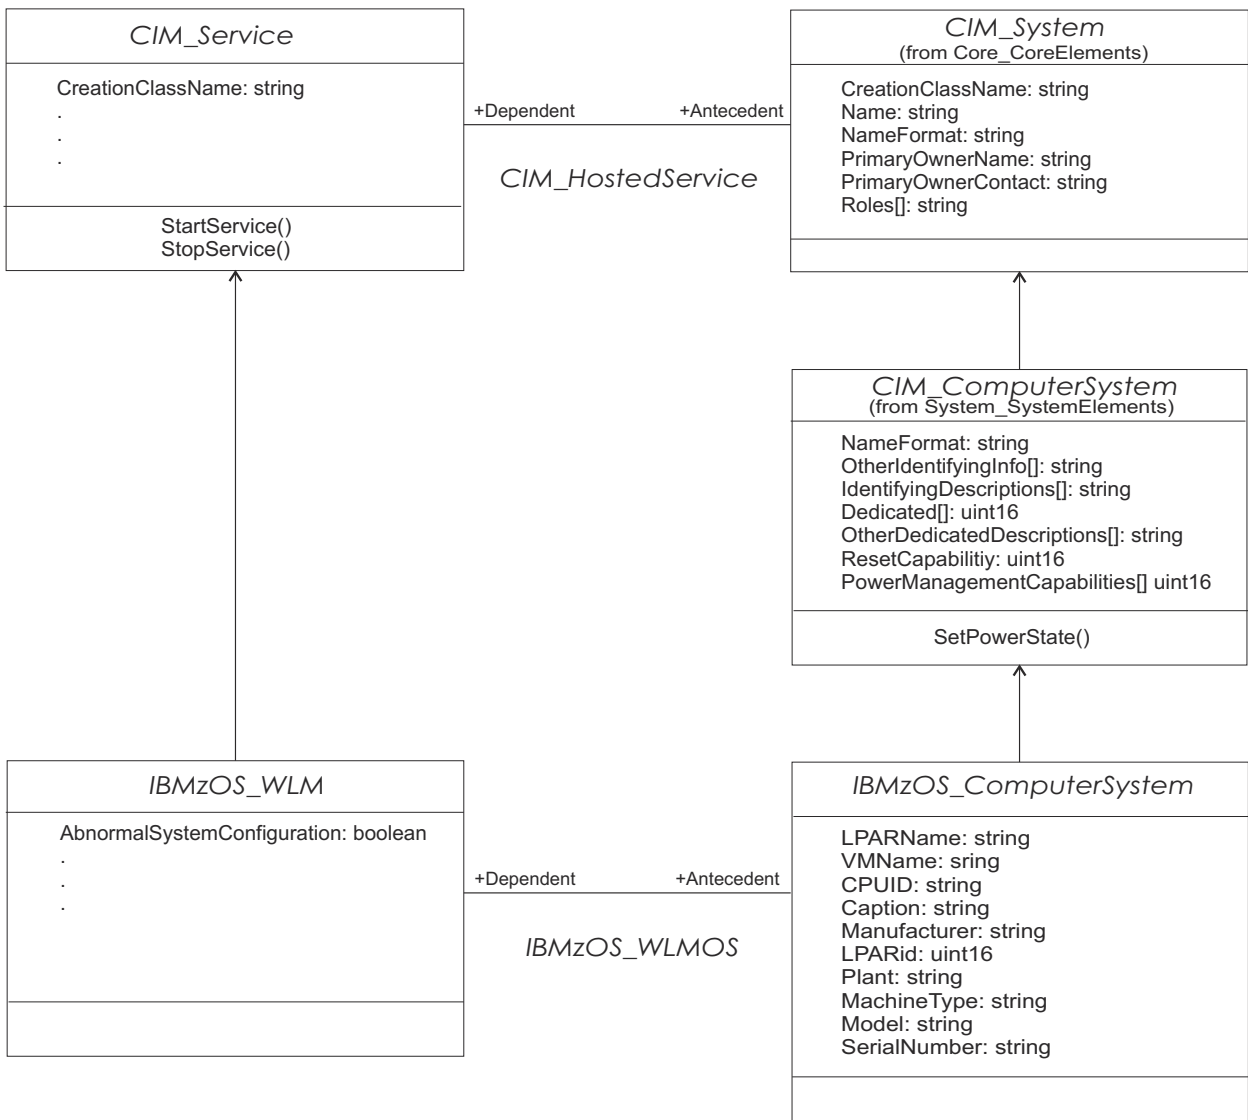 CIM_Service
CreationClassName: string
.
.
.
StartService()
StopService()
+Dependent
+Antecedent
CIM_HostedService
CIM_System
(from Core_CoreElements)
CreationClassName: string
Name: string
NameFormat: string
PrimaryOwnerName: string
PrimaryOwnerContact: string
Roles[]: string
CIM_ComputerSystem
(from System_SystemElements)
NameFormat: string
OtherIdentifyingInfo[]: string
IdentifyingDescriptions[]: string
Dedicated[]: uint16
OtherDedicatedDescriptions[]: string
ResetCapabilitiy: uint16
PowerManagementCapabilities[] uint16
SetPowerState()
IBMzOS_WLM
AbnormalSystemConfiguration: boolean
.
.
.
+Dependent
+Antecedent
IBMzOS_WLMOS
IBMzOS_ComputerSystem
LPARName: string
VMName: sring
CPUID: string
Caption: string
Manufacturer: string
LPARid: uint16
Plant: string
MachineType: string
Model: string
SerialNumber: string